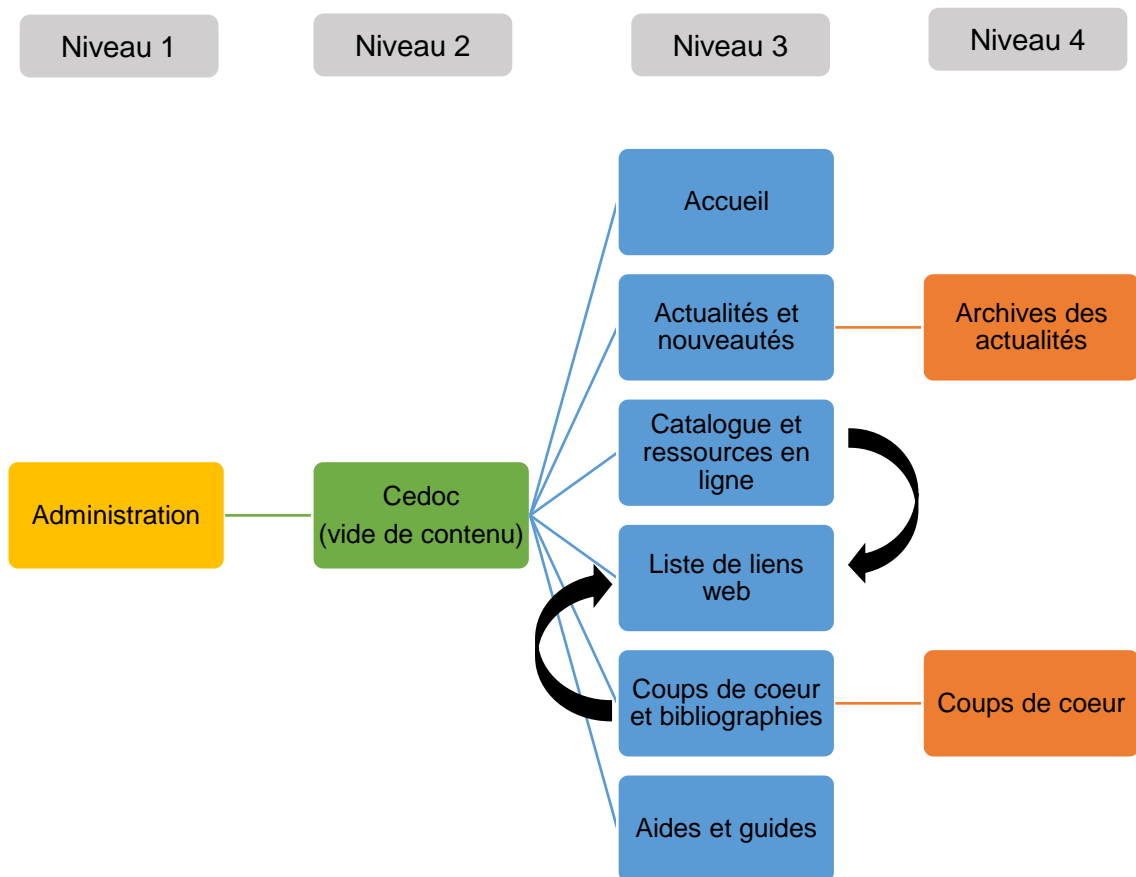 Niveau 1
Niveau 2
Niveau 3
Niveau 4
Accueil
Actualités et
nouveautés
Archives des
actualités
Catalogue et
ressources en
ligne
Administration
Cedoc
(vide de contenu)
Liste de liens
web
Coups de coeur
et bibliographies
Coups de coeur
Aides et guides